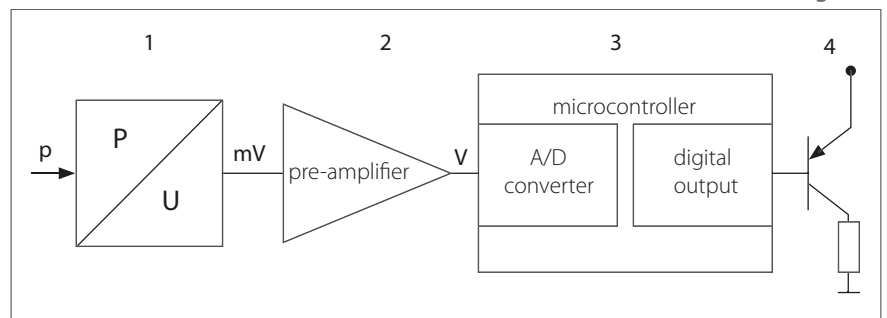 1
2
3
4
p
P
U
mV
pre-amplifier
V
microcontroller
A/D
converter
digital
output